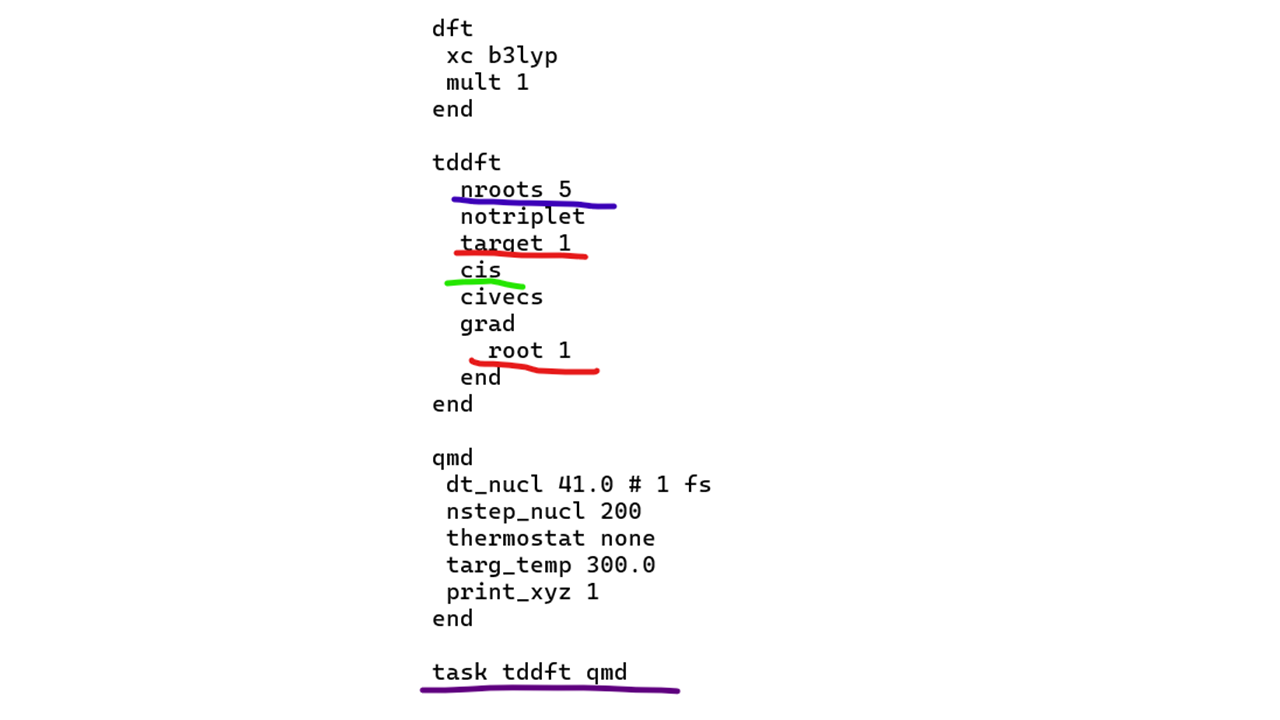 dft
 xc b3lyp
 mult 1
end

tddft
  nroots 5
  notriplet
  target 1
  cis
  civecs
  grad
    root 1
  end
end

qmd
 dt_nucl 41.0 # 1 fs
 nstep_nucl 200
 thermostat none
 targ_temp 300.0
 print_xyz 1
end

task tddft qmd